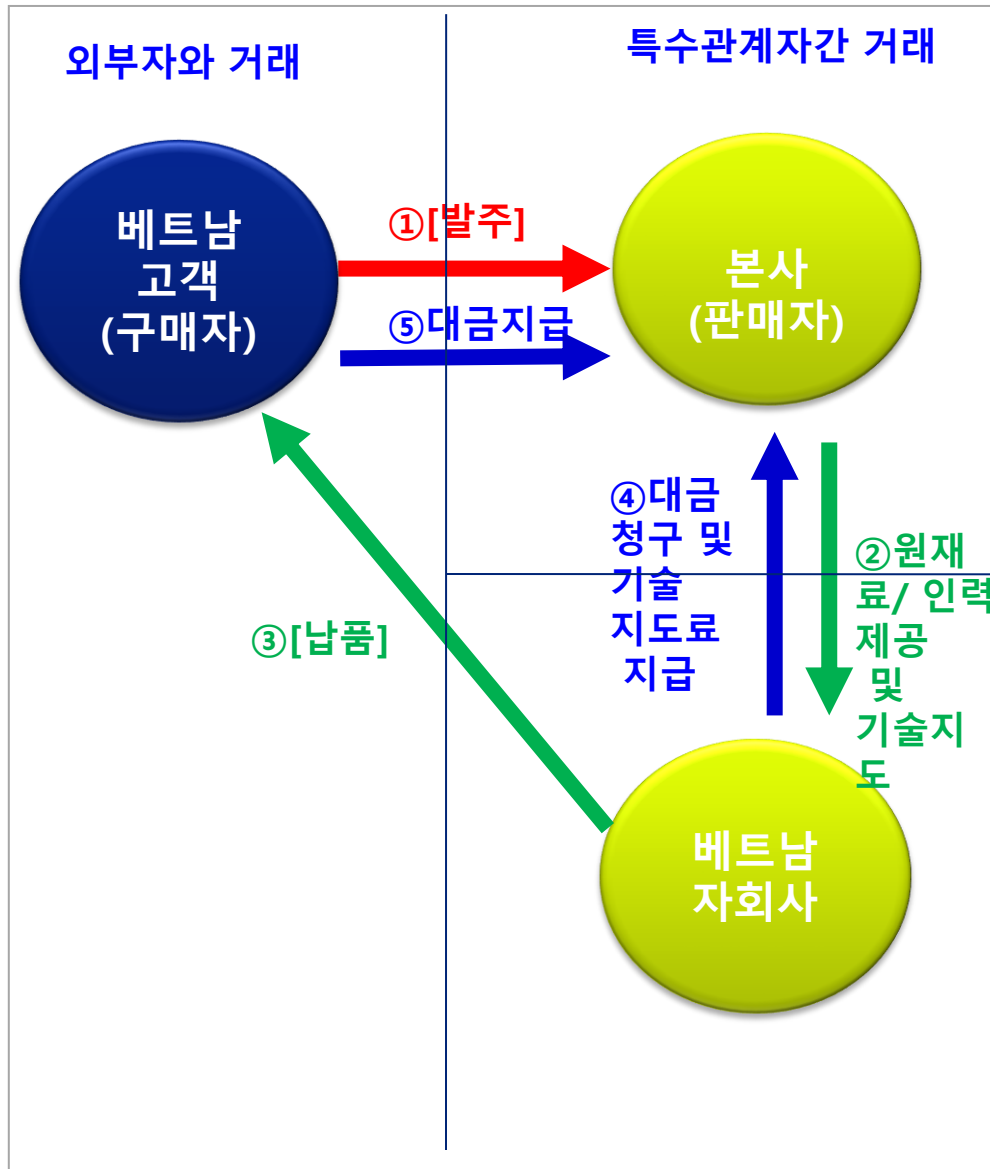 외부자와 거래
특수관계자간 거래
베트남
고객
(구매자)
①[발주]
⑤대금지급
본사
(판매자)
④대금
청구 및
기술
지도료
지급
②원재
료/ 인력
제공
및
기술지
도
③[납품]
베트남
자회사